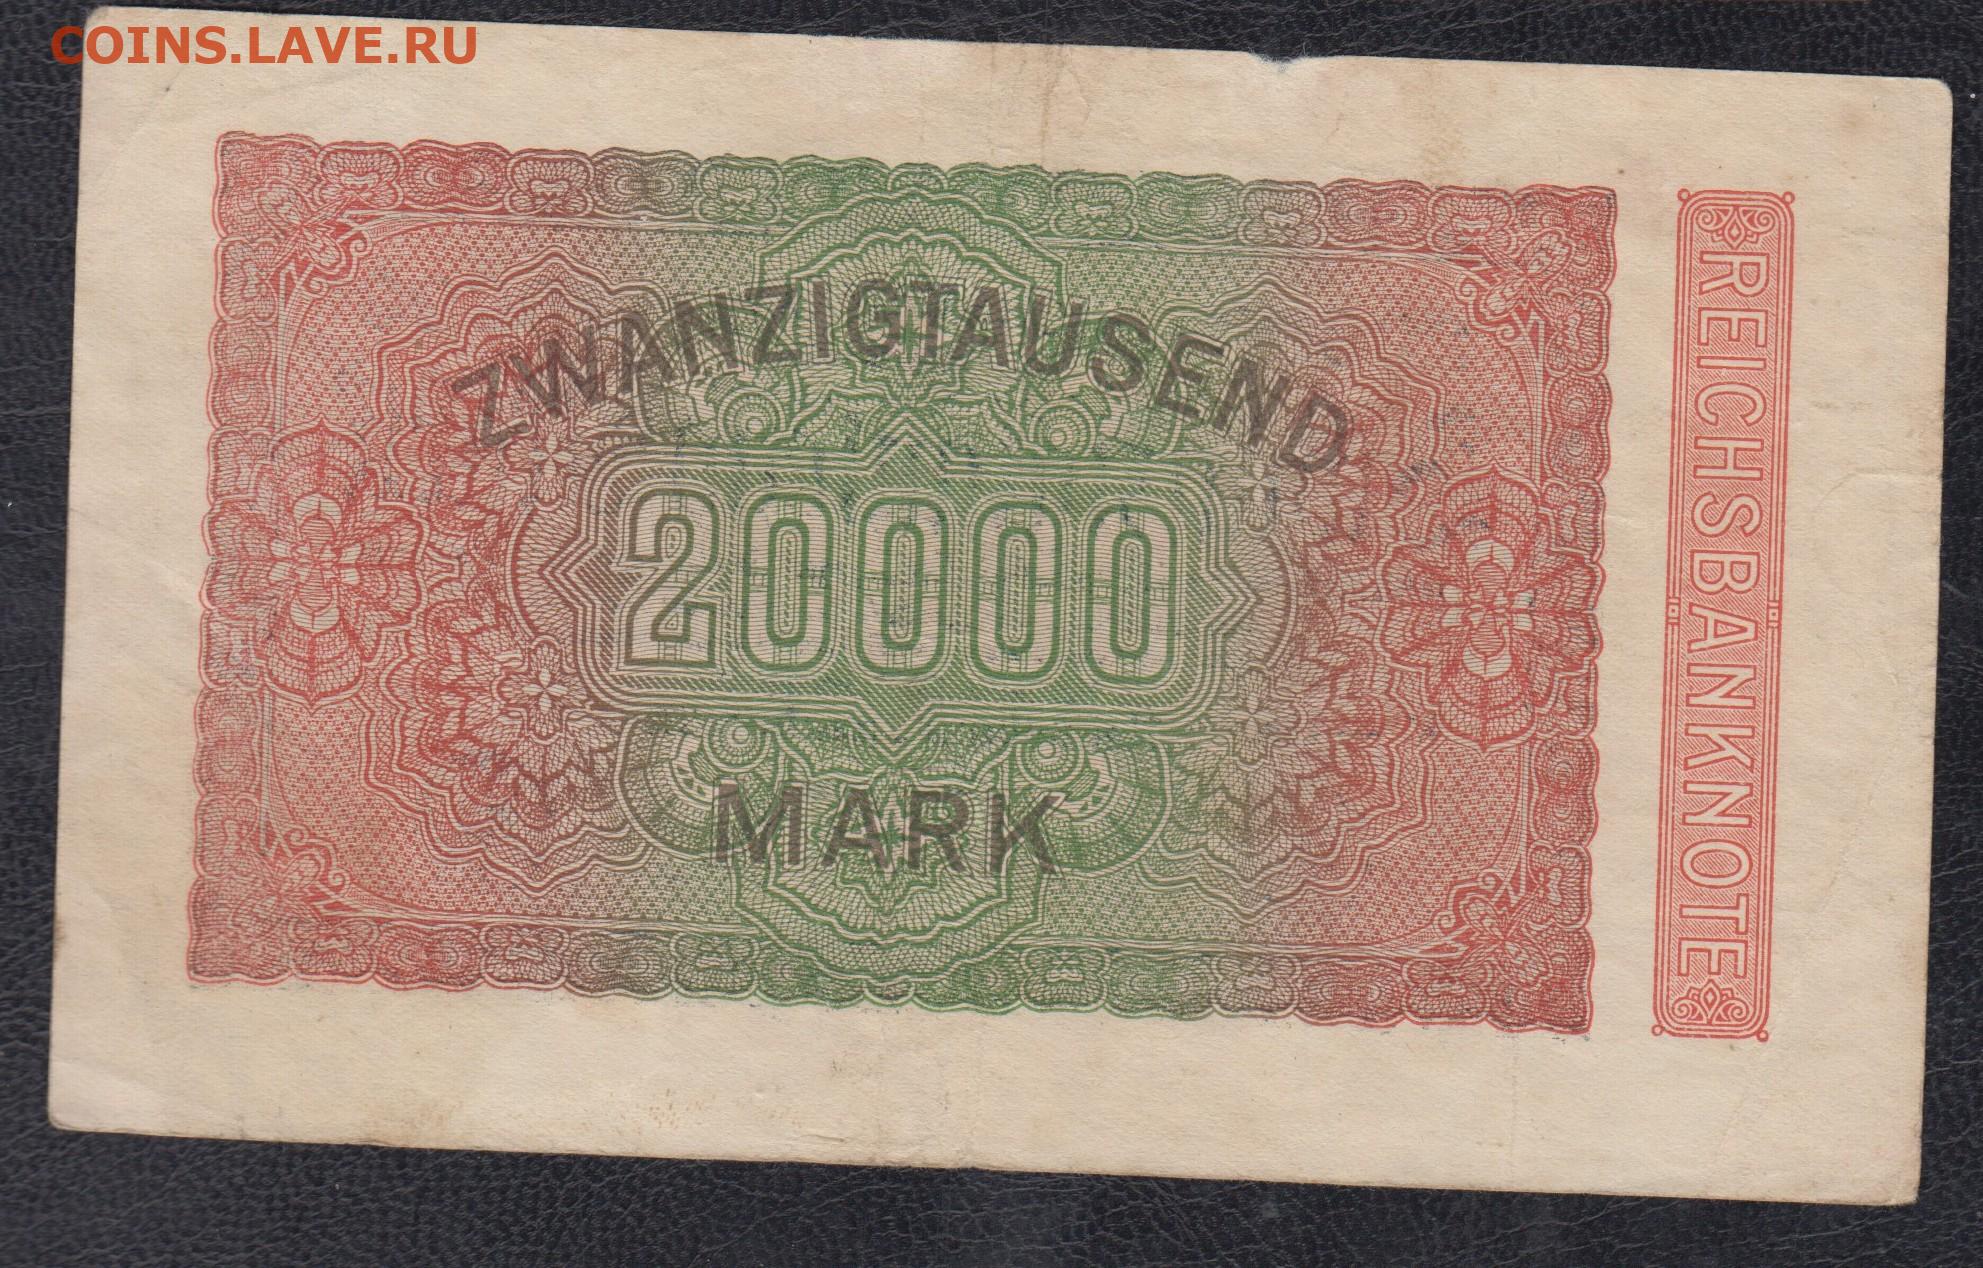 COINS.LAVE.RU
ZWANZIGTAUSEND
20000
MARK
REICHSBANKNOTE